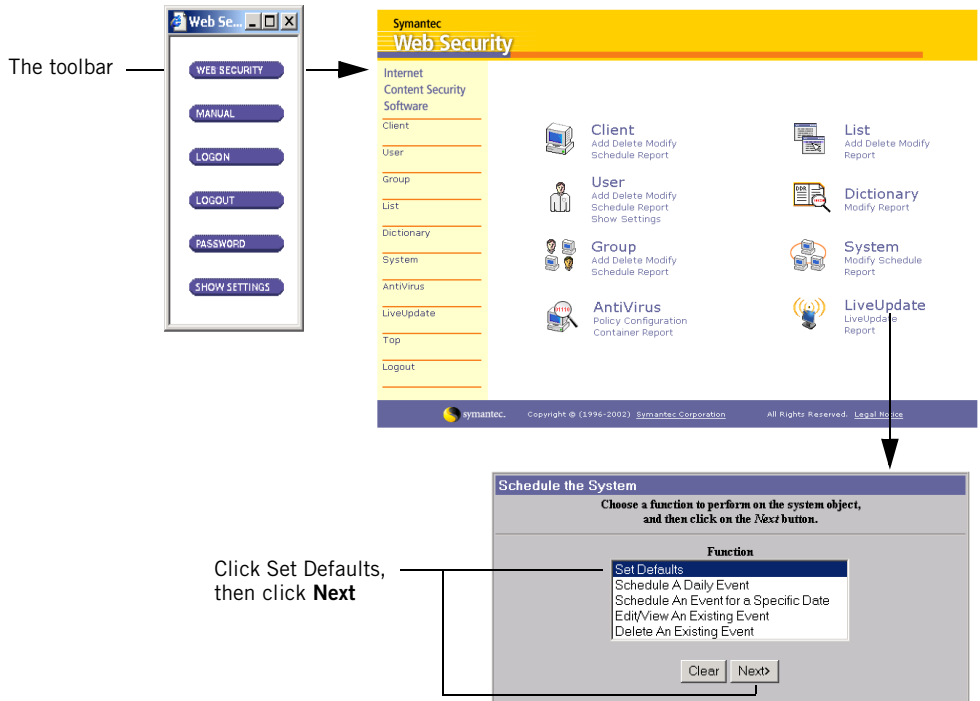 Web Se...
The toolbar
WEB SECURITY
MANUAL
LOGON
LOGOUT
PASSWORD
SHOW SETTINGS
Symantec
Web Security
Internet
Content Security
Software
Client
User
Group
List
Dictionary
System
AntiVirus
LiveUpdate
Top
Logout
Client
Add Delete Modify
Schedule Report
List
Add Delete Modify
Report
User
Add Delete Modify
Schedule Report
Show Settings
DDR
Dictionary
Modify Report
Group
Add Delete Modify
Schedule Report
System
Modify Schedule
Report
AntiVirus
Policy Configuration
Container Report
LiveUpdate
LiveUpdate
Report
symantec. Copyright © (1996-2002) Symantec Corporation All Rights Reserved. Legal Notice
Schedule the System
Choose a function to perform on the system object,
and then click on the Next button.
Function
Set Defaults
Schedule A Daily Event
Schedule An Event for a Specific Date
Edit/View An Existing Event
Delete An Existing Event
Clear Next>
Click Set Defaults,
then click Next